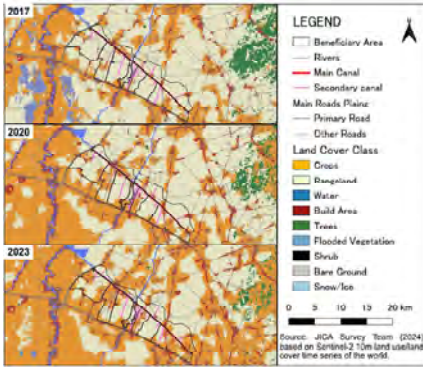 2017
2020
2023
LEGEND
Beneficiary Area
Rivers
Main Canal
Secondary canal
Main Roads Plaine
Primary Road
Other Roads
Land Cover Class
Crops
Rangeland
Water
Build Area
Trees
Flooded Vegetation
Shrub
Bare Ground
Snow/Ice
0 5 10 15 20 km
Source: JICA Survey Team (2024)
based on Sentinel-2 10m land use/land
cover time series of the world.